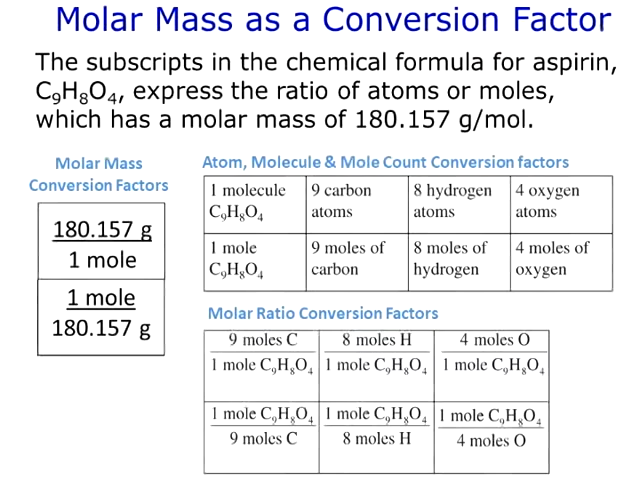 Molar Mass as a Conversion Factor
The subscripts in the chemical formula for aspirin,
C₉H₈O₄, express the ratio of atoms or moles,
which has a molar mass of 180.157 g/mol.
Molar Mass
Conversion Factors
180.157 g
1 mole
1 mole
180.157 g
Atom, Molecule & Mole Count Conversion factors
1 molecule 9 carbon 8 hydrogen 4 oxygen
C₉H₈O₄ atoms atoms atoms
1 mole 9 moles of 8 moles of 4 moles of
C₉H₈O₄ carbon hydrogen oxygen
Molar Ratio Conversion Factors
9 moles C 8 moles H 4 moles O
1 mole C₉H₈O₄ 1 mole C₉H₈O₄ 1 mole C₉H₈O₄
1 mole C₉H₈O₄ 1 mole C₉H₈O₄ 1 mole C₉H₈O₄
9 moles C 8 moles H 4 moles O